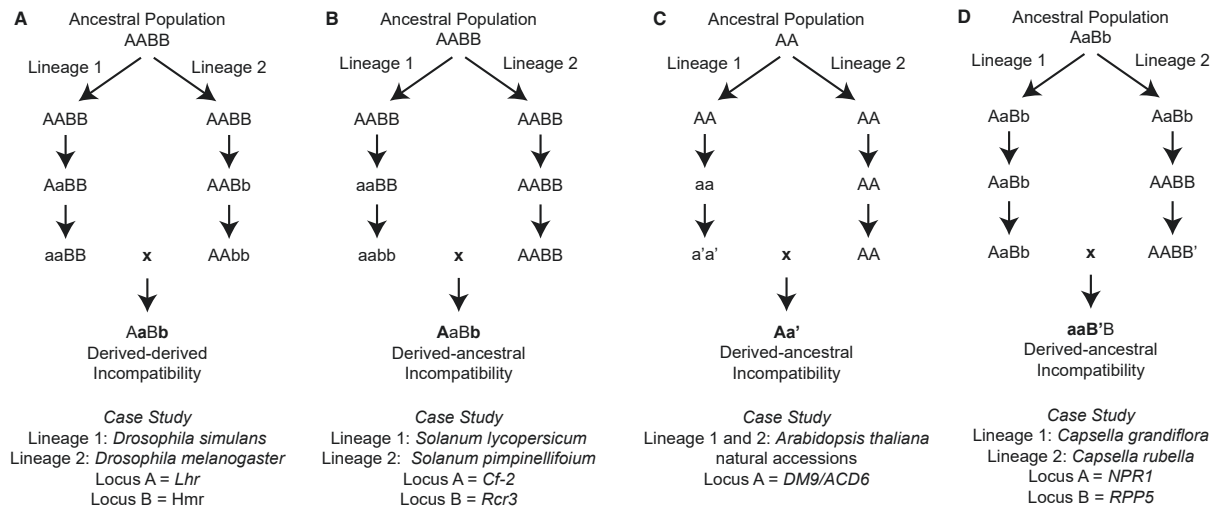 A
Ancestral Population
AABB
Lineage 1
Lineage 2
AABB
AABB
AaBB
AABb
aaBB
x
AAbb
AaBb
Derived-derived
Incompatibility
Case Study
Lineage 1: Drosophila simulans
Lineage 2: Drosophila melanogaster
Locus A = Lhr
Locus B = Hmr
B
Ancestral Population
AABB
Lineage 1
Lineage 2
AABB
AABB
aaBB
AABB
aabb
x
AABB
AaBb
Derived-ancestral
Incompatibility
Case Study
Lineage 1: Solanum lycopersicum
Lineage 2: Solanum pimpinellifoium
Locus A = Cf-2
Locus B = Rcr3
C
Ancestral Population
AA
Lineage 1
Lineage 2
AA
AA
aa
AA
a’a’
x
AA
Aa’
Derived-ancestral
Incompatibility
Case Study
Lineage 1 and 2: Arabidopsis thaliana
natural accessions
Locus A = DM9/ACD6
D
Ancestral Population
AaBb
Lineage 1
Lineage 2
AaBb
AaBb
AaBb
AABB
AaBb
x
AABB’
aaB’B
Derived-ancestral
Incompatibility
Case Study
Lineage 1: Capsella grandiflora
Lineage 2: Capsella rubella
Locus A = NPR1
Locus B = RPP5